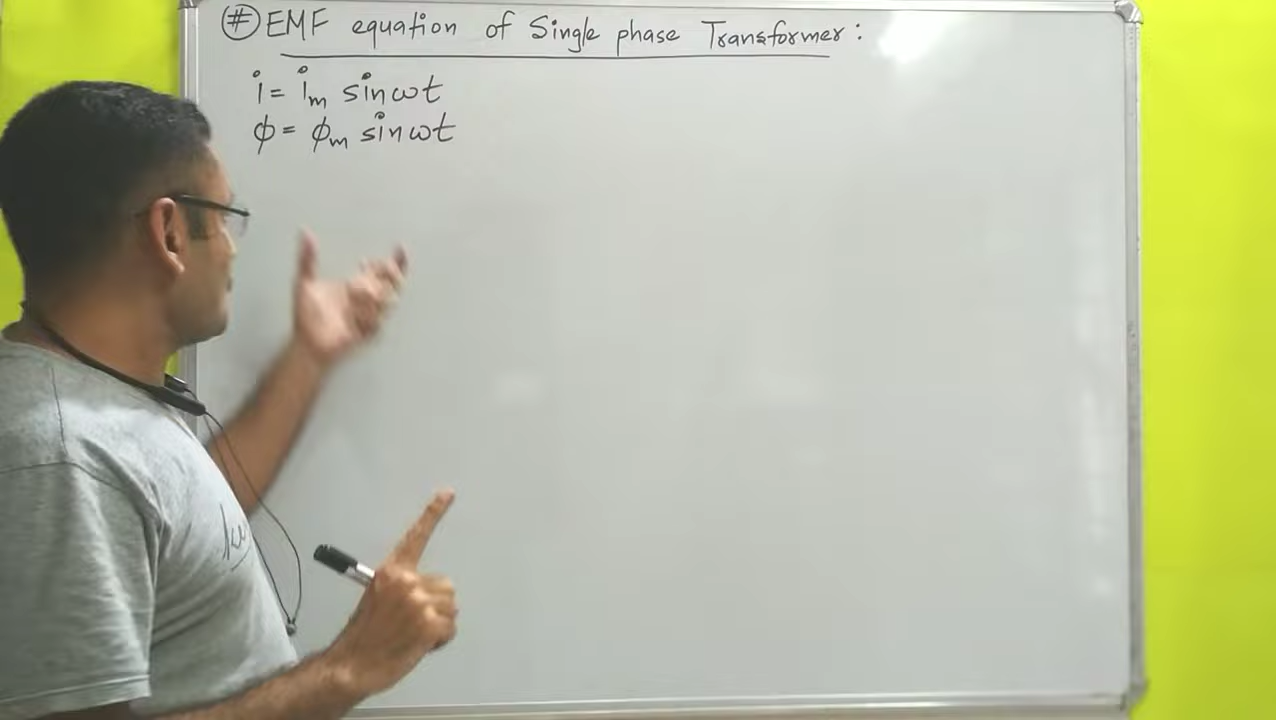 # EMF equation of Single phase Transformer :
i = im sinωt
ϕ = ϕm sinωt